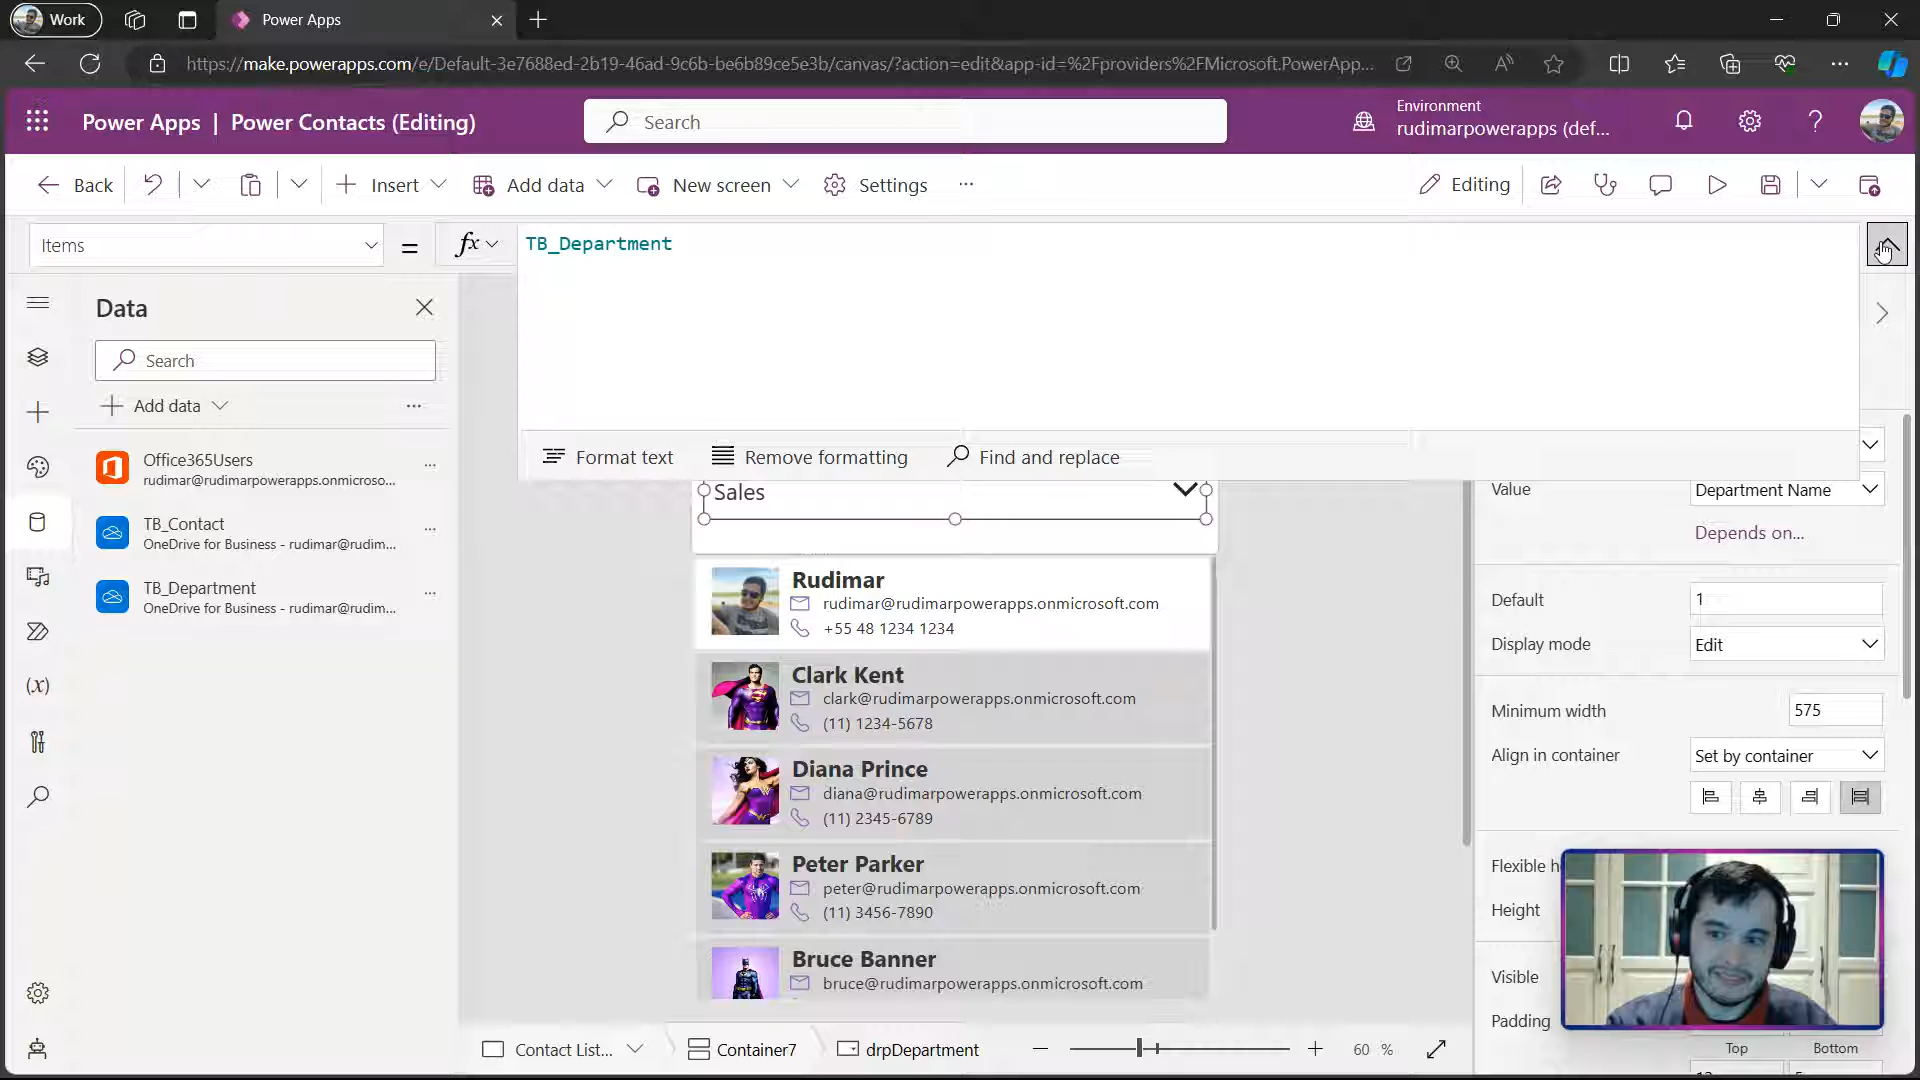 Work
Power Apps
https://make.powerapps.com/e/Default-3e7688ed-2b19-46ad-9c6b-be6b89ce5e3b/canvas/?action=edit&app-id=%2Fproviders%2FMicrosoft.PowerApp...
Power Apps | Power Contacts (Editing)
Search
Environment
rudimarpowerapps (def...
Back
Insert
Add data
New screen
Settings
...
Editing
Items
=
fx
TB_Department
Format text
Remove formatting
Find and replace
Data
Search
Add data
...
Office365Users
rudimar@rudimarpowerapps.onmicroso...
TB_Contact
OneDrive for Business - rudimar@rudim...
TB_Department
OneDrive for Business - rudimar@rudim...
(x)
Sales
Rudimar
rudimar@rudimarpowerapps.onmicrosoft.com
+55 48 1234 1234
Clark Kent
clark@rudimarpowerapps.onmicrosoft.com
(11) 1234-5678
Diana Prince
diana@rudimarpowerapps.onmicrosoft.com
(11) 2345-6789
Peter Parker
peter@rudimarpowerapps.onmicrosoft.com
(11) 3456-7890
Bruce Banner
bruce@rudimarpowerapps.onmicrosoft.com
Value
Department Name
Depends on...
Default
1
Display mode
Edit
Minimum width
575
Align in container
Set by container
Flexible h
Height
Visible
Padding
Top
Bottom
Contact List...
Container7
drpDepartment
60 %